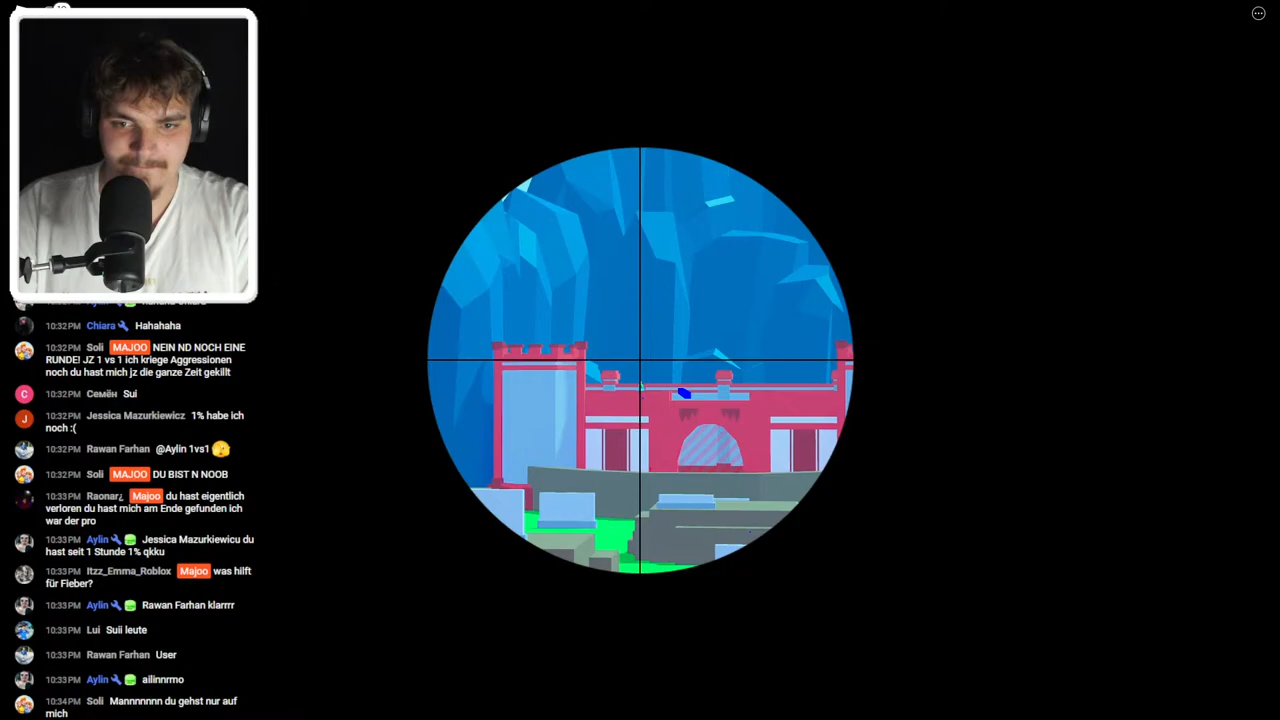 10:32PM Chiara Hahahaha
10:32PM Soli MAJOO NEIN ND NOCH EINE
RUNDE! JZ 1 vs 1 ich kriege Aggressionen
noch du hast mich jz die ganze Zeit gekillt
C 10:32PM Семён Sui
J 10:32PM Jessica Mazurkiewicz 1% habe ich
noch :(
10:32PM Rawan Farhan @Aylin 1vs1
10:32PM Soli MAJOO DU BIST N NOOB
10:33PM Raonar¿ Majoo du hast eigentlich
verloren du hast mich am Ende gefunden ich
war der pro
10:33PM Aylin Jessica Mazurkiewicu du
hast seit 1 Stunde 1% qkku
10:33PM Itzz_Emma_Roblox Majoo was hilft
für Fieber?
10:33PM Aylin Rawan Farhan klarrrr
10:33PM Lui Suii leute
10:33PM Rawan Farhan User
10:33PM Aylin ailinnrmo
10:34PM Soli Mannnnnnn du gehst nur auf
mich